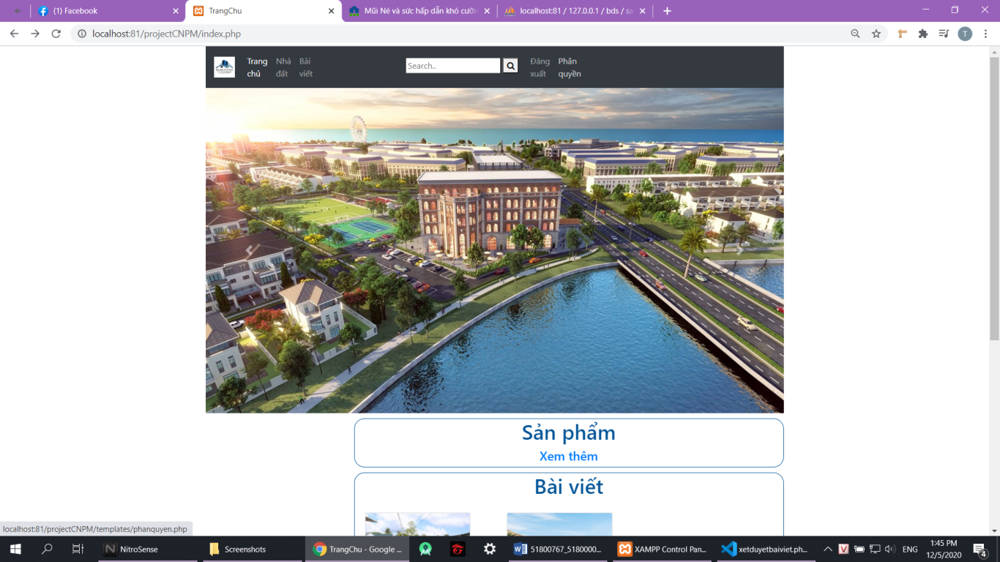 (1) Facebook
TrangChu
Mũi Né và sức hấp dẫn khó cưỡn
localhost:81 / 127.0.0.1 / bds / sa
localhost:81/projectCNPM/index.php
T
Trang chủ
Nhà đất
Bài viết
Search..
Đăng xuất
Phân quyền
Sản phẩm
Xem thêm
Bài viết
localhost:81/projectCNPM/templates/phanquyen.php
NitroSense
Screenshots
TrangChu - Google ...
51800767_5180000...
XAMPP Control Pan...
xetduyetbaiviet.ph...
ENG
1:45 PM
12/5/2020
4